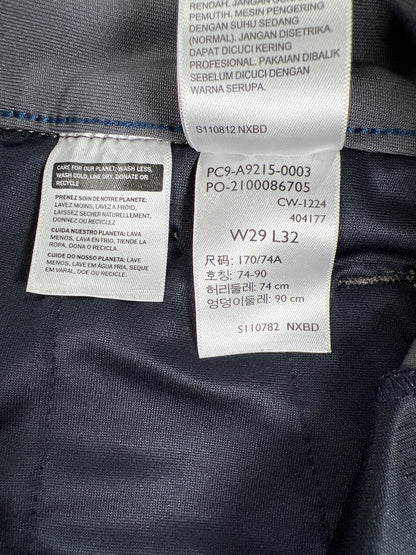 RENDAH. JANGAN GUNAKAN
PEMUTIH. MESIN PENGERING
DENGAN SUHU SEDANG
(NORMAL). JANGAN DISETRIKA.
DAPAT DICUCI KERING
PROFESIONAL. PAKAIAN DIBALIK
SEBELUM DICUCI DENGAN
WARNA SERUPA.
S110812 NXBD
CARE FOR OUR PLANET: WASH LESS,
WASH COLD, LINE DRY, DONATE OR
RECYCLE
PRENEZ SOIN DE NOTRE PLANETE:
LAVEZ MOINS, LAVEZ A FROID,
LAISSEZ SECHER NATURELLEMENT,
DONNEZ OU RECYCLEZ
CUIDA NUESTRO PLANETA: LAVA
MENOS, LAVA EN FRIO, TIENDE LA
ROPA, DONA O RECICLA.
CUIDE DO NOSSO PLANETA: LAVE
MENOS, LAVE EM ÁGUA FRIA, SEQUE
EM VARAL, DOE OU RECICLE.
PC9-A9215-0003
PO-2100086705
CW-1224
404177
W29 L32
尺码: 170/74A
호칭: 74-90
허리둘레: 74 cm
엉덩이둘레: 90 cm
S110782 NXBD